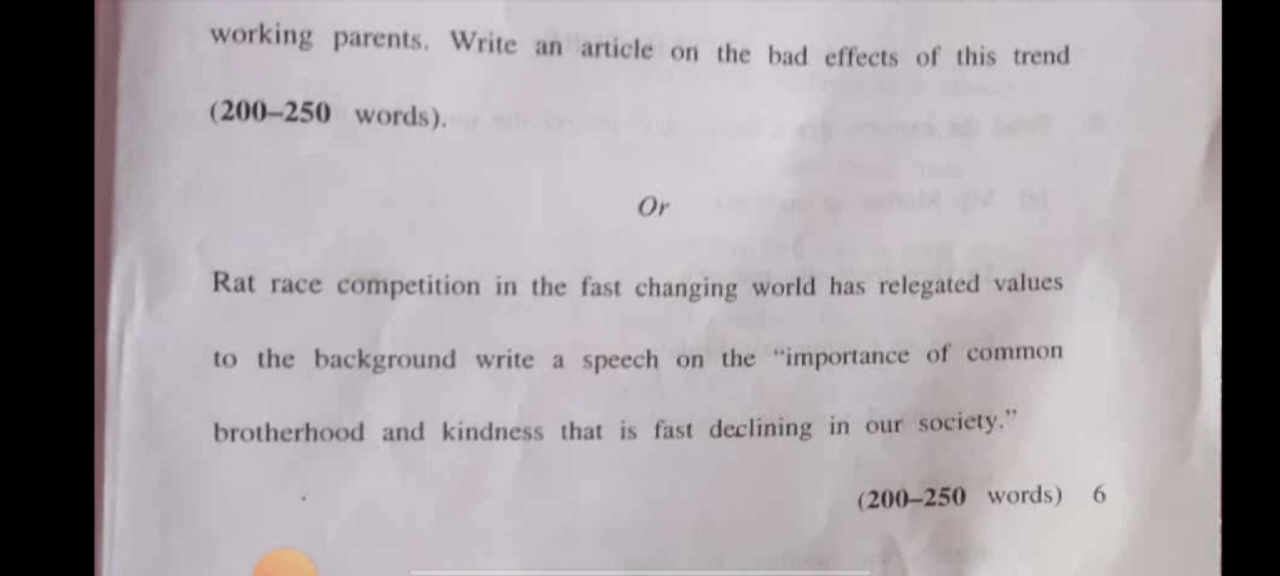 working parents. Write an article on the bad effects of this trend
(200–250 words).
Or
Rat race competition in the fast changing world has relegated values
to the background write a speech on the “importance of common
brotherhood and kindness that is fast declining in our society.”
(200–250 words) 6